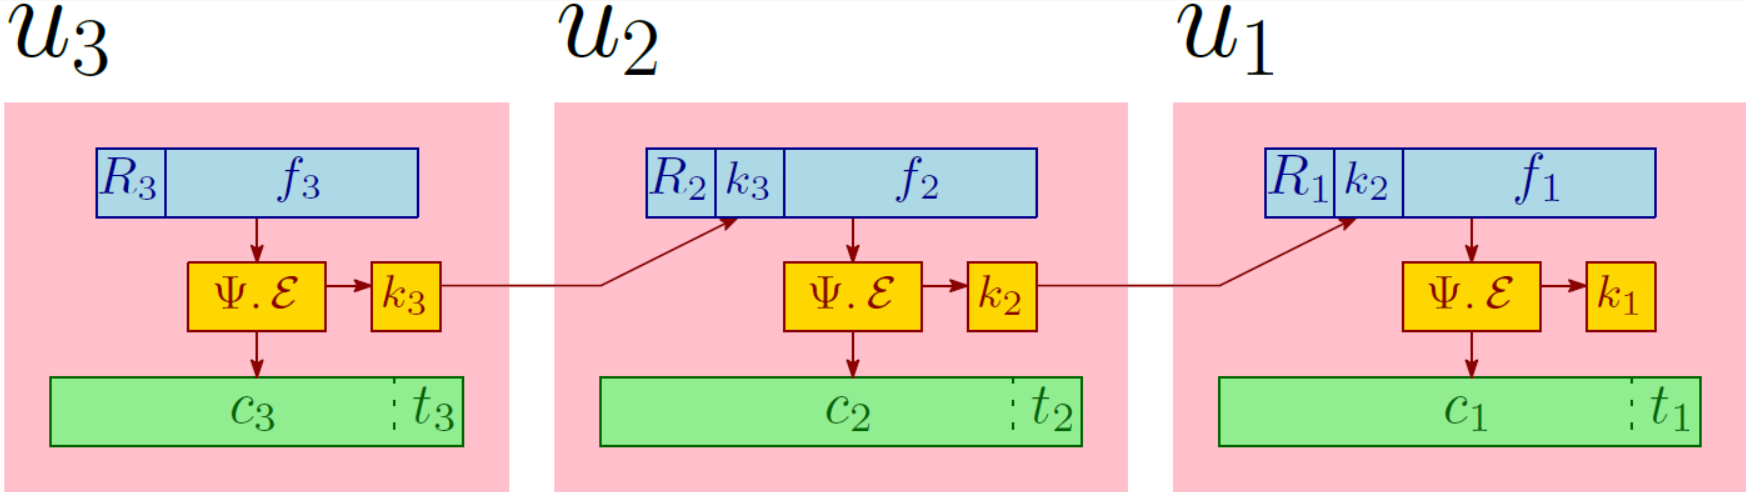 u₃ u₂ u₁
R₃ f₃ R₂ k₃ f₂ R₁ k₂ f₁
Ψ.ℰ k₃ Ψ.ℰ k₂ Ψ.ℰ k₁
c₃ t₃ c₂ t₂ c₁ t₁